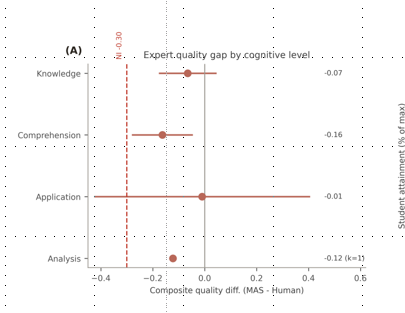 NI -0.30
(A)
Expert quality gap by cognitive level
Knowledge
-0.07
Comprehension
-0.16
Application
-0.01
Analysis
-0.12 (k=1)
−0.4 −0.2 0.0 0.2 0.4 0.6
Composite quality diff. (MAS - Human)
Student attainment (% of max)